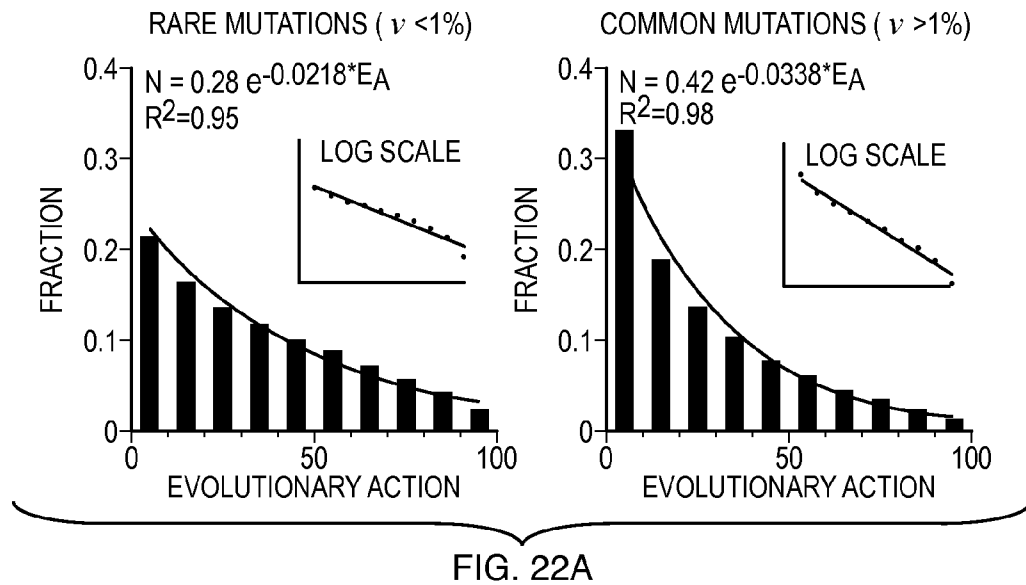 RARE MUTATIONS ( ν <1%)
N = 0.28 e-0.0218*EA
R2=0.95
LOG SCALE
0.4
0.3
0.2
0.1
0
FRACTION
0
50
100
EVOLUTIONARY ACTION
COMMON MUTATIONS ( ν >1%)
N = 0.42 e-0.0338*EA
R2=0.98
LOG SCALE
0.4
0.3
0.2
0.1
0
FRACTION
0
50
100
EVOLUTIONARY ACTION
FIG. 22A